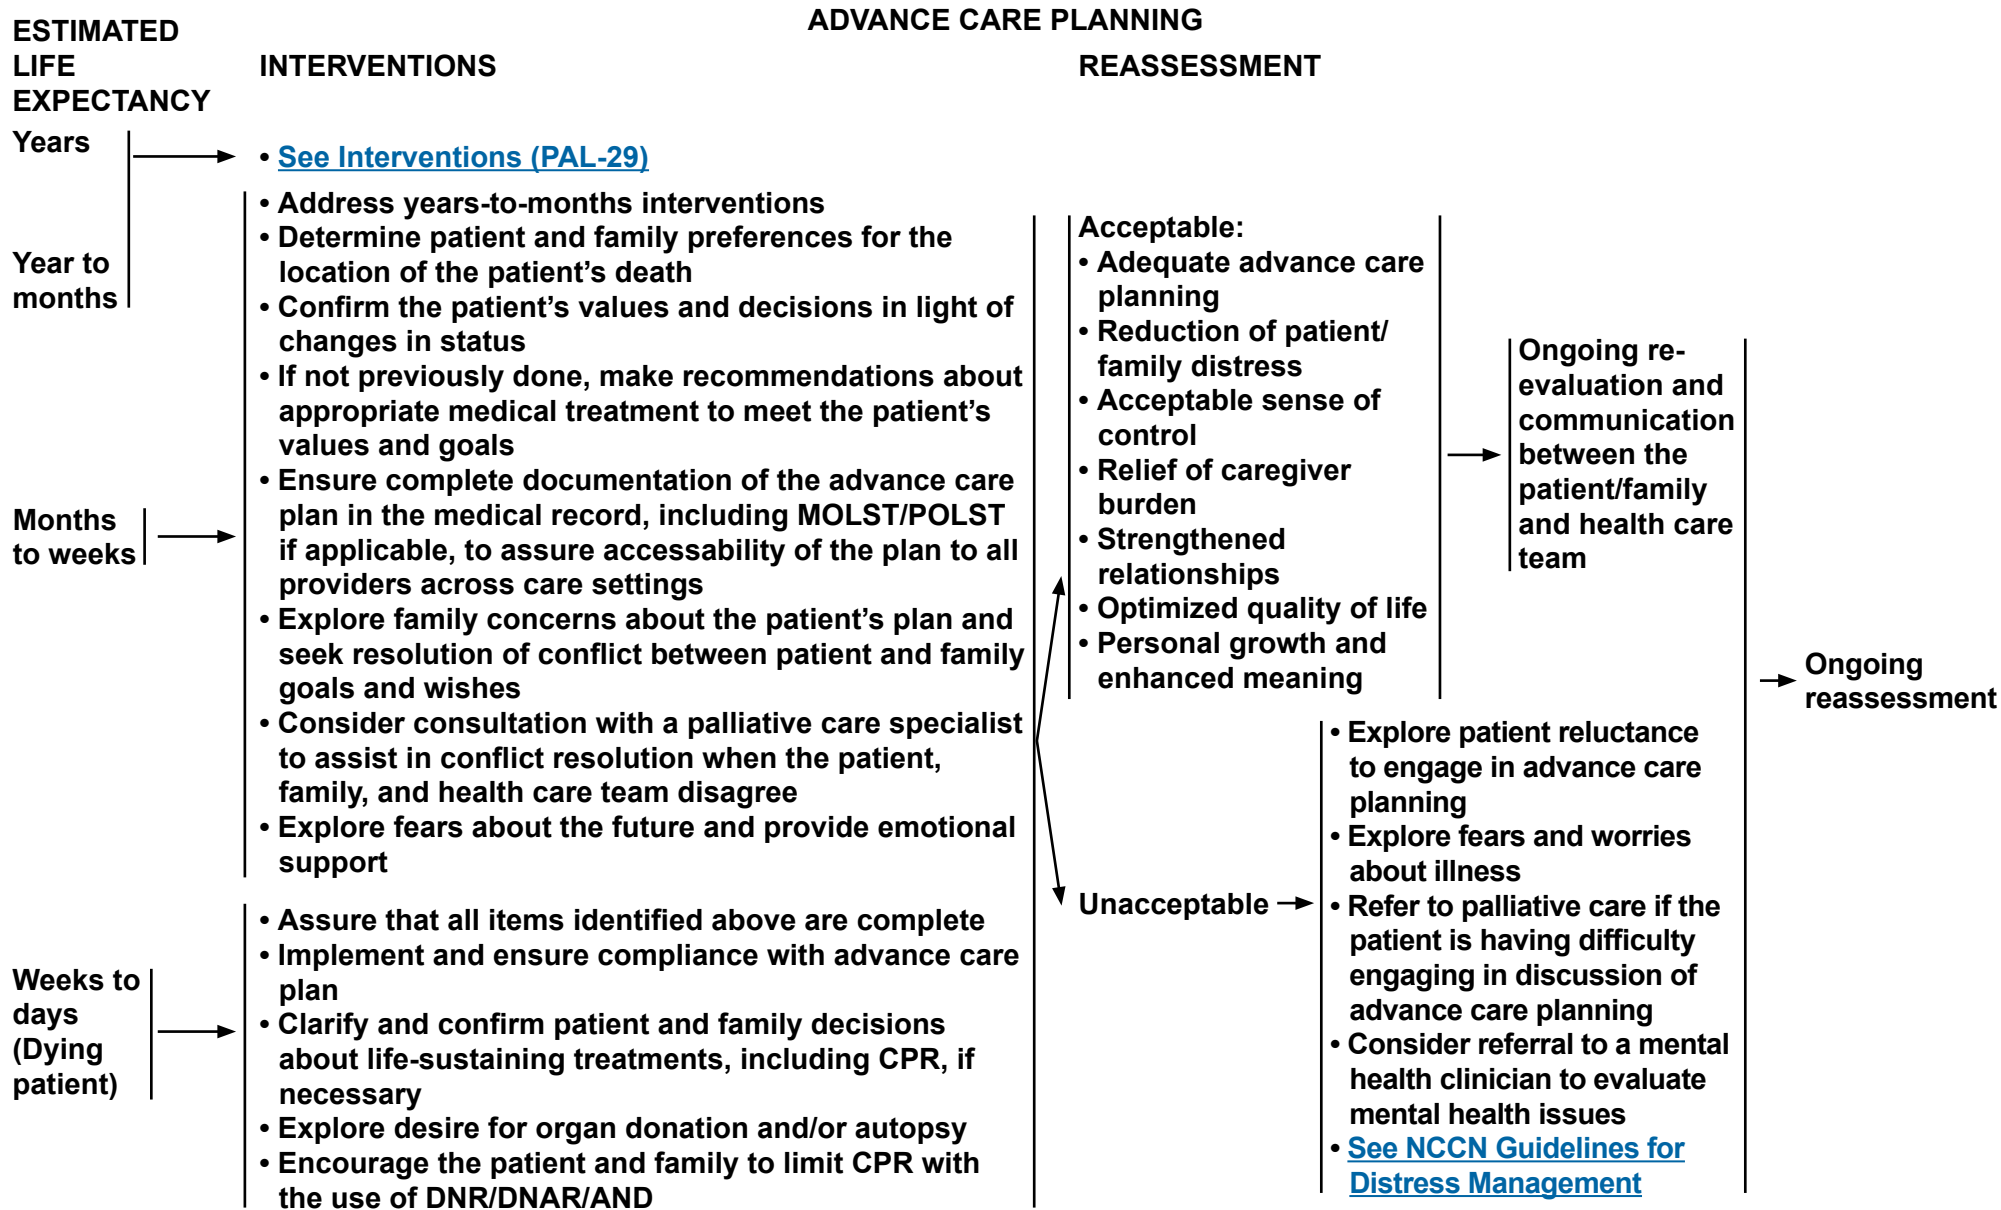 ADVANCE CARE PLANNING
ESTIMATED
LIFE
EXPECTANCY
INTERVENTIONS
REASSESSMENT
Years
Year to
months
• See Interventions (PAL-29)
Months
to weeks
• Address years-to-months interventions
• Determine patient and family preferences for the
location of the patient’s death
• Confirm the patient’s values and decisions in light of
changes in status
• If not previously done, make recommendations about
appropriate medical treatment to meet the patient’s
values and goals
• Ensure complete documentation of the advance care
plan in the medical record, including MOLST/POLST
if applicable, to assure accessability of the plan to all
providers across care settings
• Explore family concerns about the patient’s plan and
seek resolution of conflict between patient and family
goals and wishes
• Consider consultation with a palliative care specialist
to assist in conflict resolution when the patient,
family, and health care team disagree
• Explore fears about the future and provide emotional
support
Weeks to
days
(Dying
patient)
• Assure that all items identified above are complete
• Implement and ensure compliance with advance care
plan
• Clarify and confirm patient and family decisions
about life-sustaining treatments, including CPR, if
necessary
• Explore desire for organ donation and/or autopsy
• Encourage the patient and family to limit CPR with
the use of DNR/DNAR/AND
Acceptable:
• Adequate advance care
planning
• Reduction of patient/
family distress
• Acceptable sense of
control
• Relief of caregiver
burden
• Strengthened
relationships
• Optimized quality of life
• Personal growth and
enhanced meaning
Ongoing re-
evaluation and
communication
between the
patient/family
and health care
team
Unacceptable
• Explore patient reluctance
to engage in advance care
planning
• Explore fears and worries
about illness
• Refer to palliative care if the
patient is having difficulty
engaging in discussion of
advance care planning
• Consider referral to a mental
health clinician to evaluate
mental health issues
• See NCCN Guidelines for
Distress Management
Ongoing
reassessment